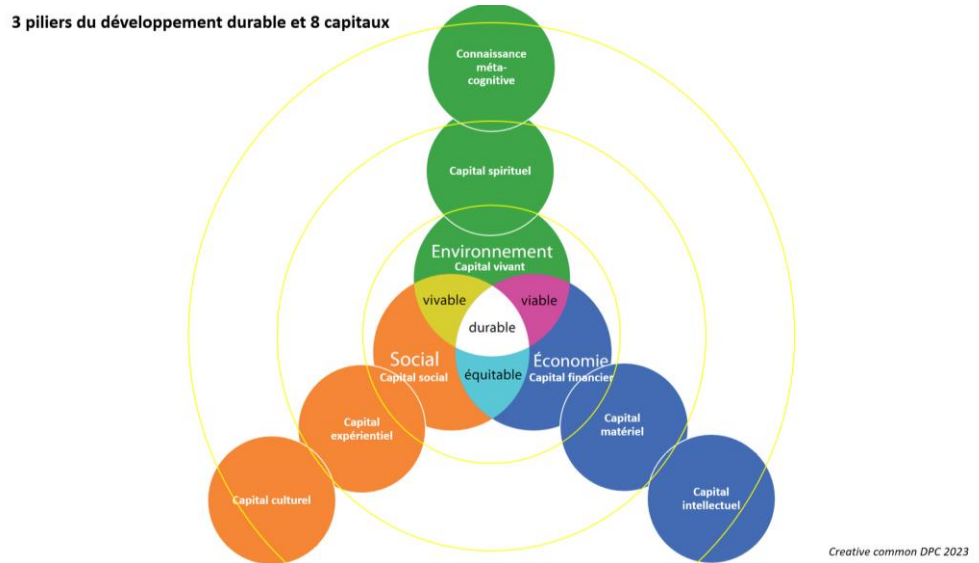 3 piliers du développement durable et 8 capitaux
Connaissance
méta-
cognitive
Capital spirituel
Environnement
Capital vivant
vivable
viable
durable
Social
Capital social
équitable
Économie
Capital financier
Capital
expérientiel
Capital
matériel
Capital culturel
Capital
intellectuel
Creative common DPC 2023